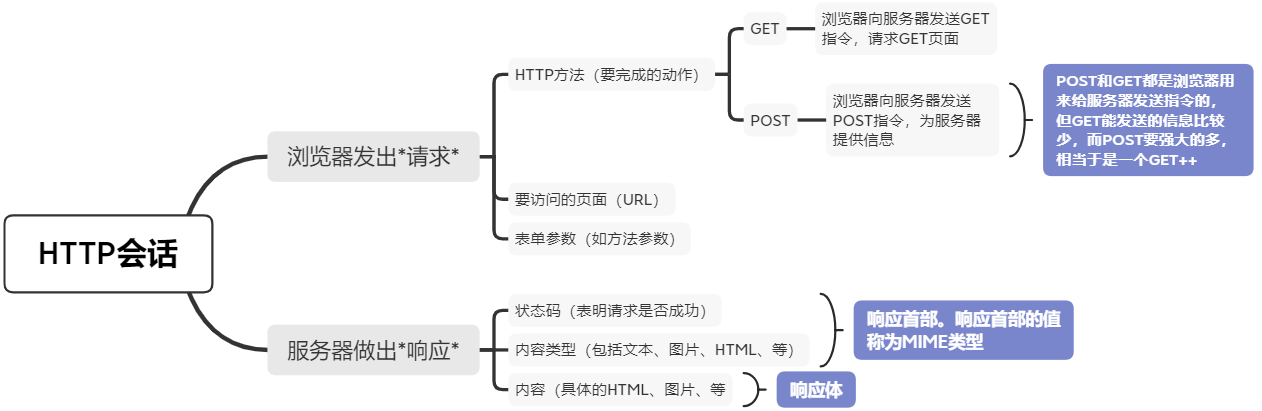 HTTP会话
浏览器发出*请求*
HTTP方法（要完成的动作）
GET
浏览器向服务器发送GET
指令，请求GET页面
POST
浏览器向服务器发送
POST指令，为服务器
提供信息
POST和GET都是浏览器用
来给服务器发送指令的，
但GET能发送的信息比较
少，而POST要强大的多，
相当于是一个GET++
要访问的页面（URL）
表单参数（如方法参数）
服务器做出*响应*
状态码（表明请求是否成功）
内容类型（包括文本、图片、HTML、等）
响应首部。响应首部的值
称为MIME类型
内容（具体的HTML、图片、等
响应体